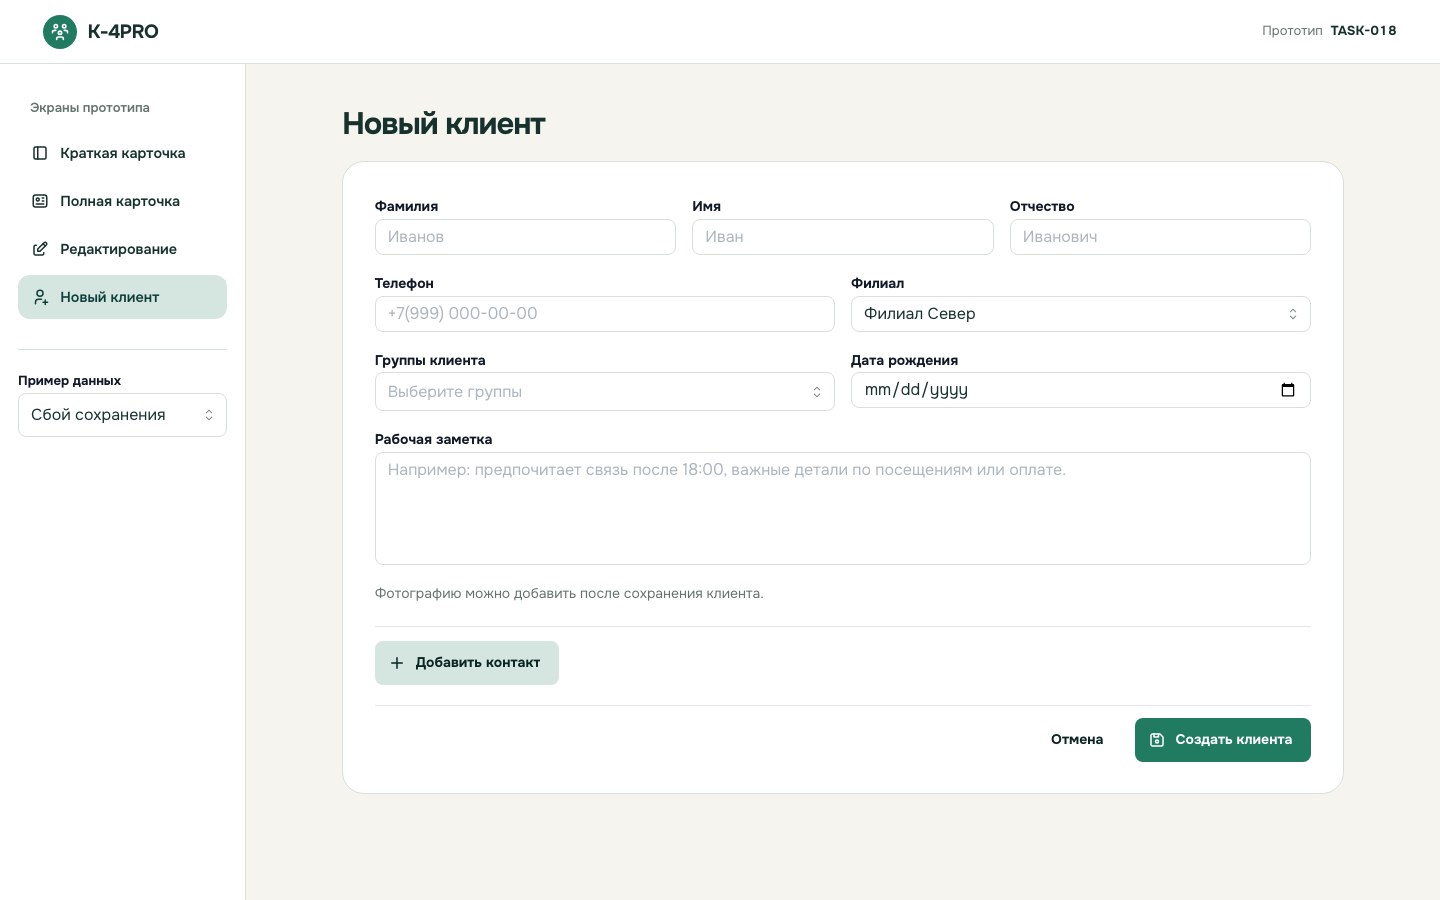 K-4PRO
Прототип TASK-018
Экраны прототипа
Краткая карточка
Полная карточка
Редактирование
Новый клиент
Пример данных
Сбой сохранения
Новый клиент
Фамилия
Имя
Отчество
Иванов
Иван
Иванович
Телефон
Филиал
+7(999) 000-00-00
Филиал Север
Группы клиента
Дата рождения
Выберите группы
mm/dd/yyyy
Рабочая заметка
Например: предпочитает связь после 18:00, важные детали по посещениям или оплате.
Фотографию можно добавить после сохранения клиента.
Добавить контакт
Отмена
Создать клиента